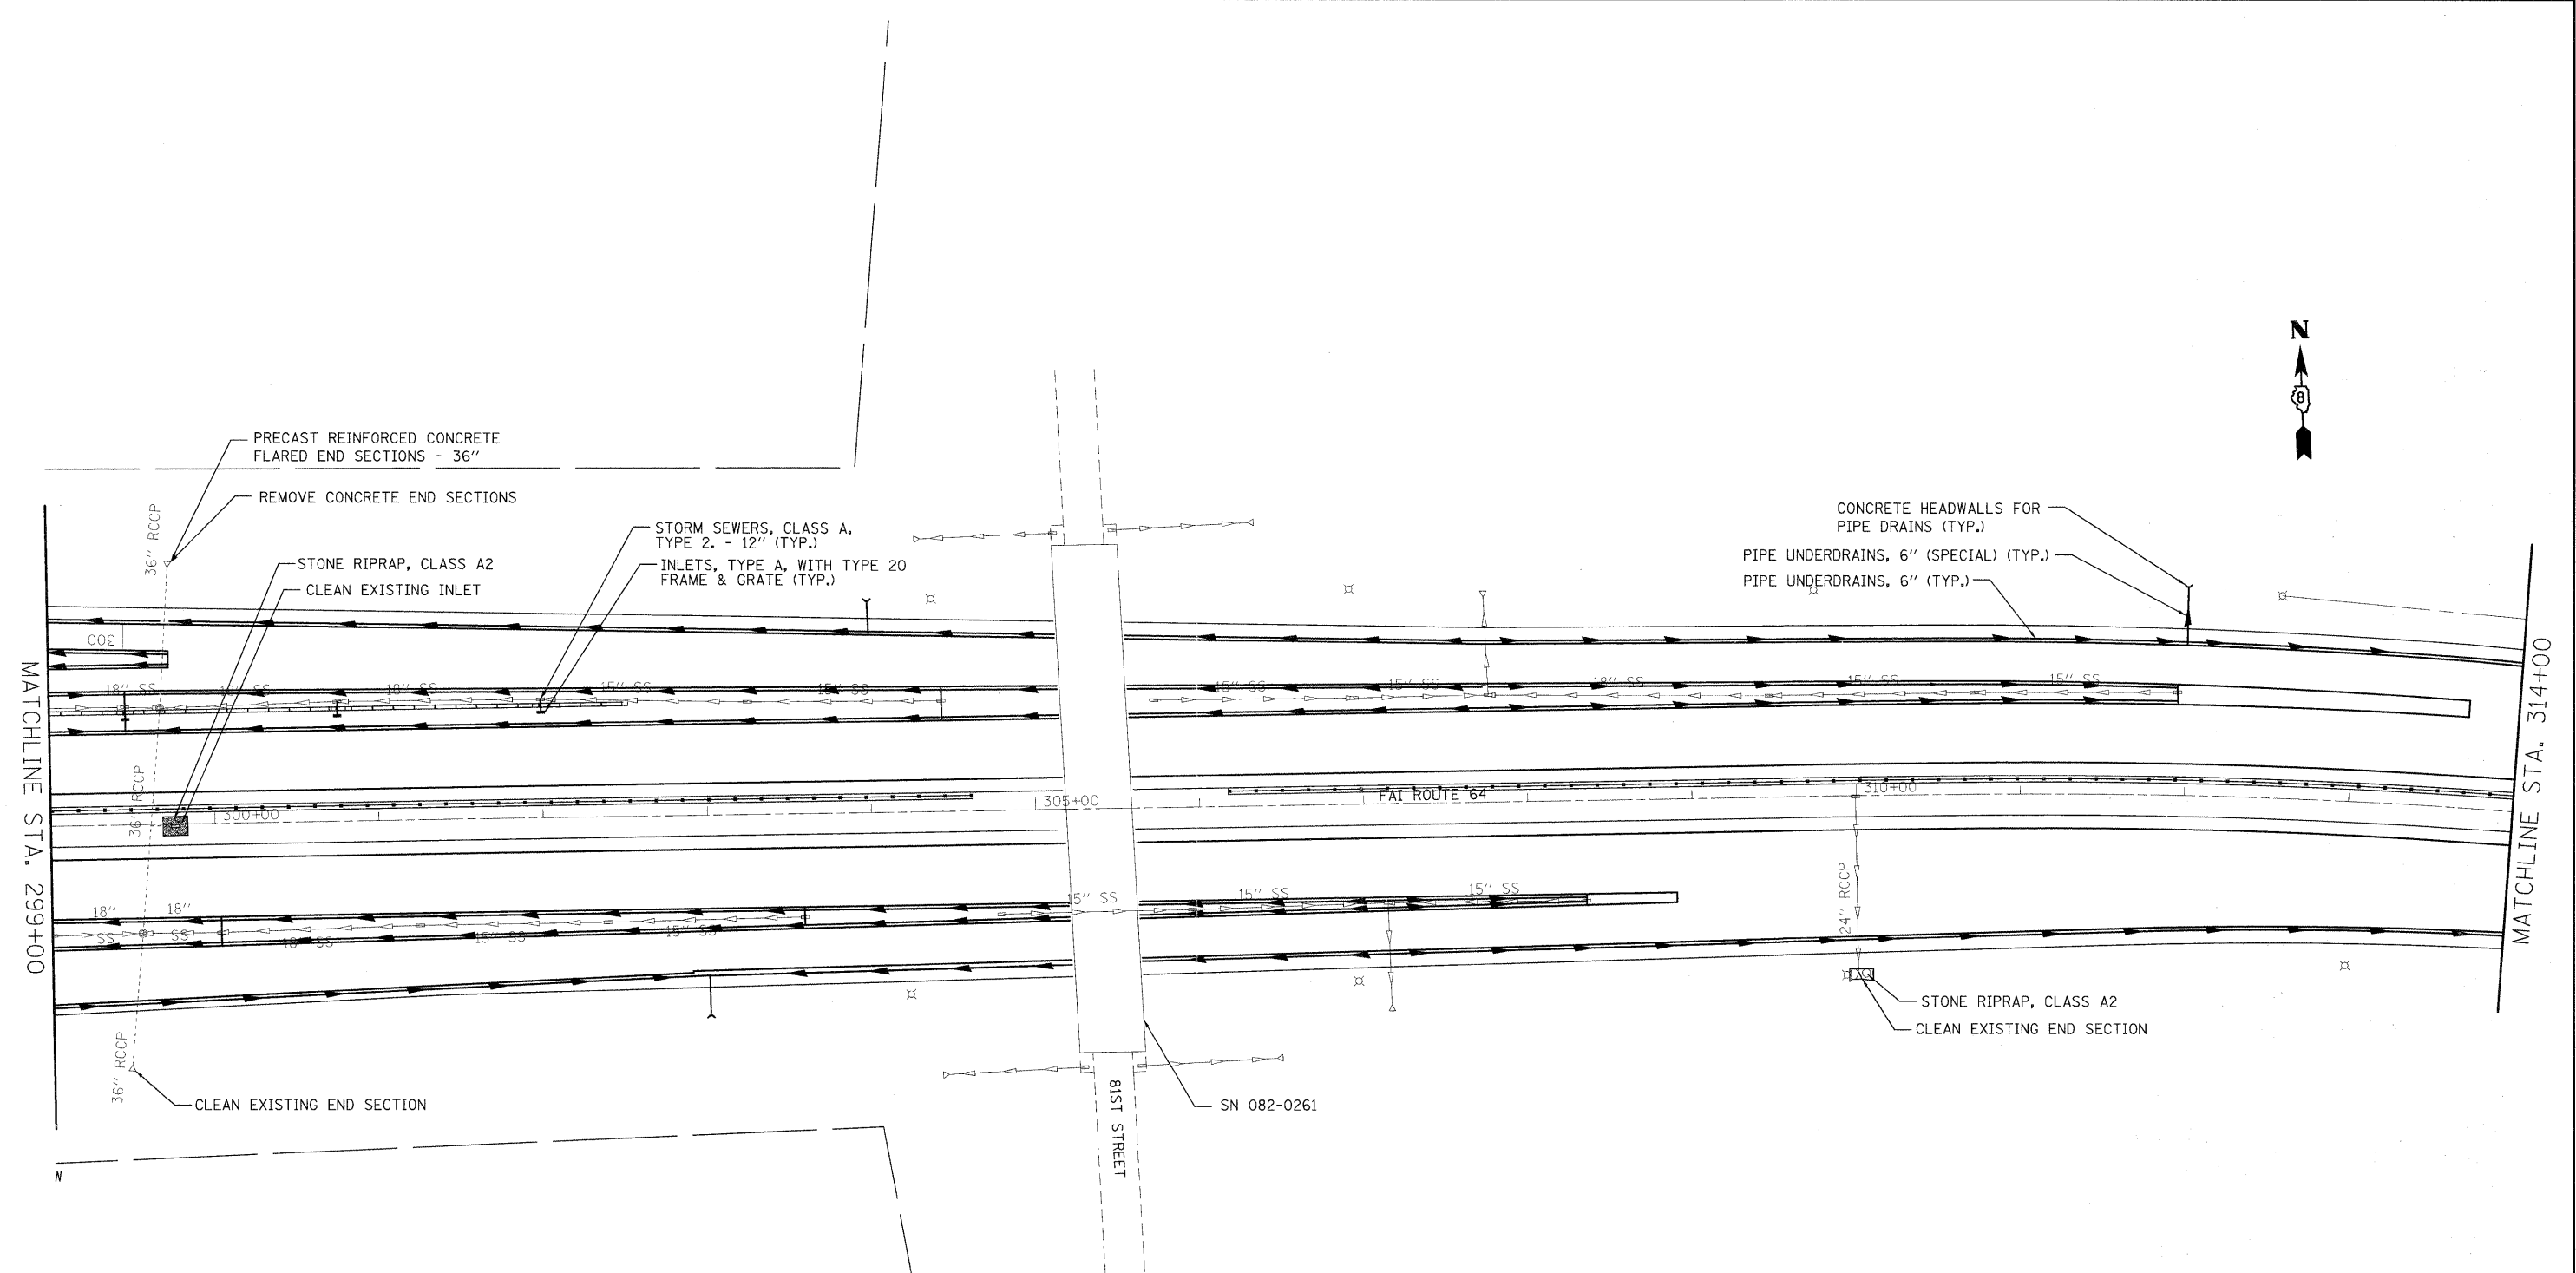 N
8
PRECAST REINFORCED CONCRETE
FLARED END SECTIONS - 36"
REMOVE CONCRETE END SECTIONS
36" RCCP
STONE RIPRAP, CLASS A2
CLEAN EXISTING INLET
STORM SEWERS, CLASS A,
TYPE 2. - 12" (TYP.)
INLETS, TYPE A, WITH TYPE 20
FRAME & GRATE (TYP.)
CONCRETE HEADWALLS FOR
PIPE DRAINS (TYP.)
PIPE UNDERDRAINS, 6" (SPECIAL) (TYP.)
PIPE UNDERDRAINS, 6" (TYP.)
300
18" SS
18" SS
18" SS
15" SS
15" SS
15" SS
15" SS
18" SS
15" SS
15" SS
MATCHLINE STA. 299+00
MATCHLINE STA. 314+00
36" RCCP
300+00
305+00
FAI ROUTE 64
310+00
24" RCCP
18"
18"
SS
SS
18" SS
15" SS
15" SS
15" SS
15" SS
15" SS
STONE RIPRAP, CLASS A2
CLEAN EXISTING END SECTION
36" RCCP
CLEAN EXISTING END SECTION
81ST STREET
SN 082-0261
N